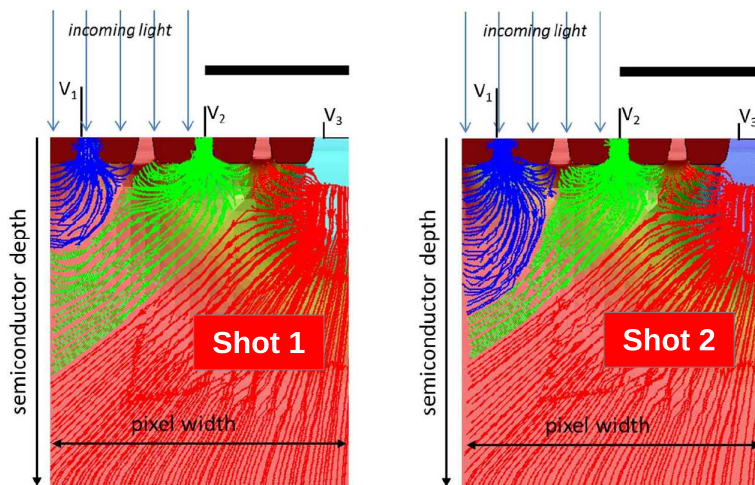 incoming light
V1
V2
V3
semiconductor depth
Shot 1
pixel width
incoming light
V1
V2
V3
semiconductor depth
Shot 2
pixel width